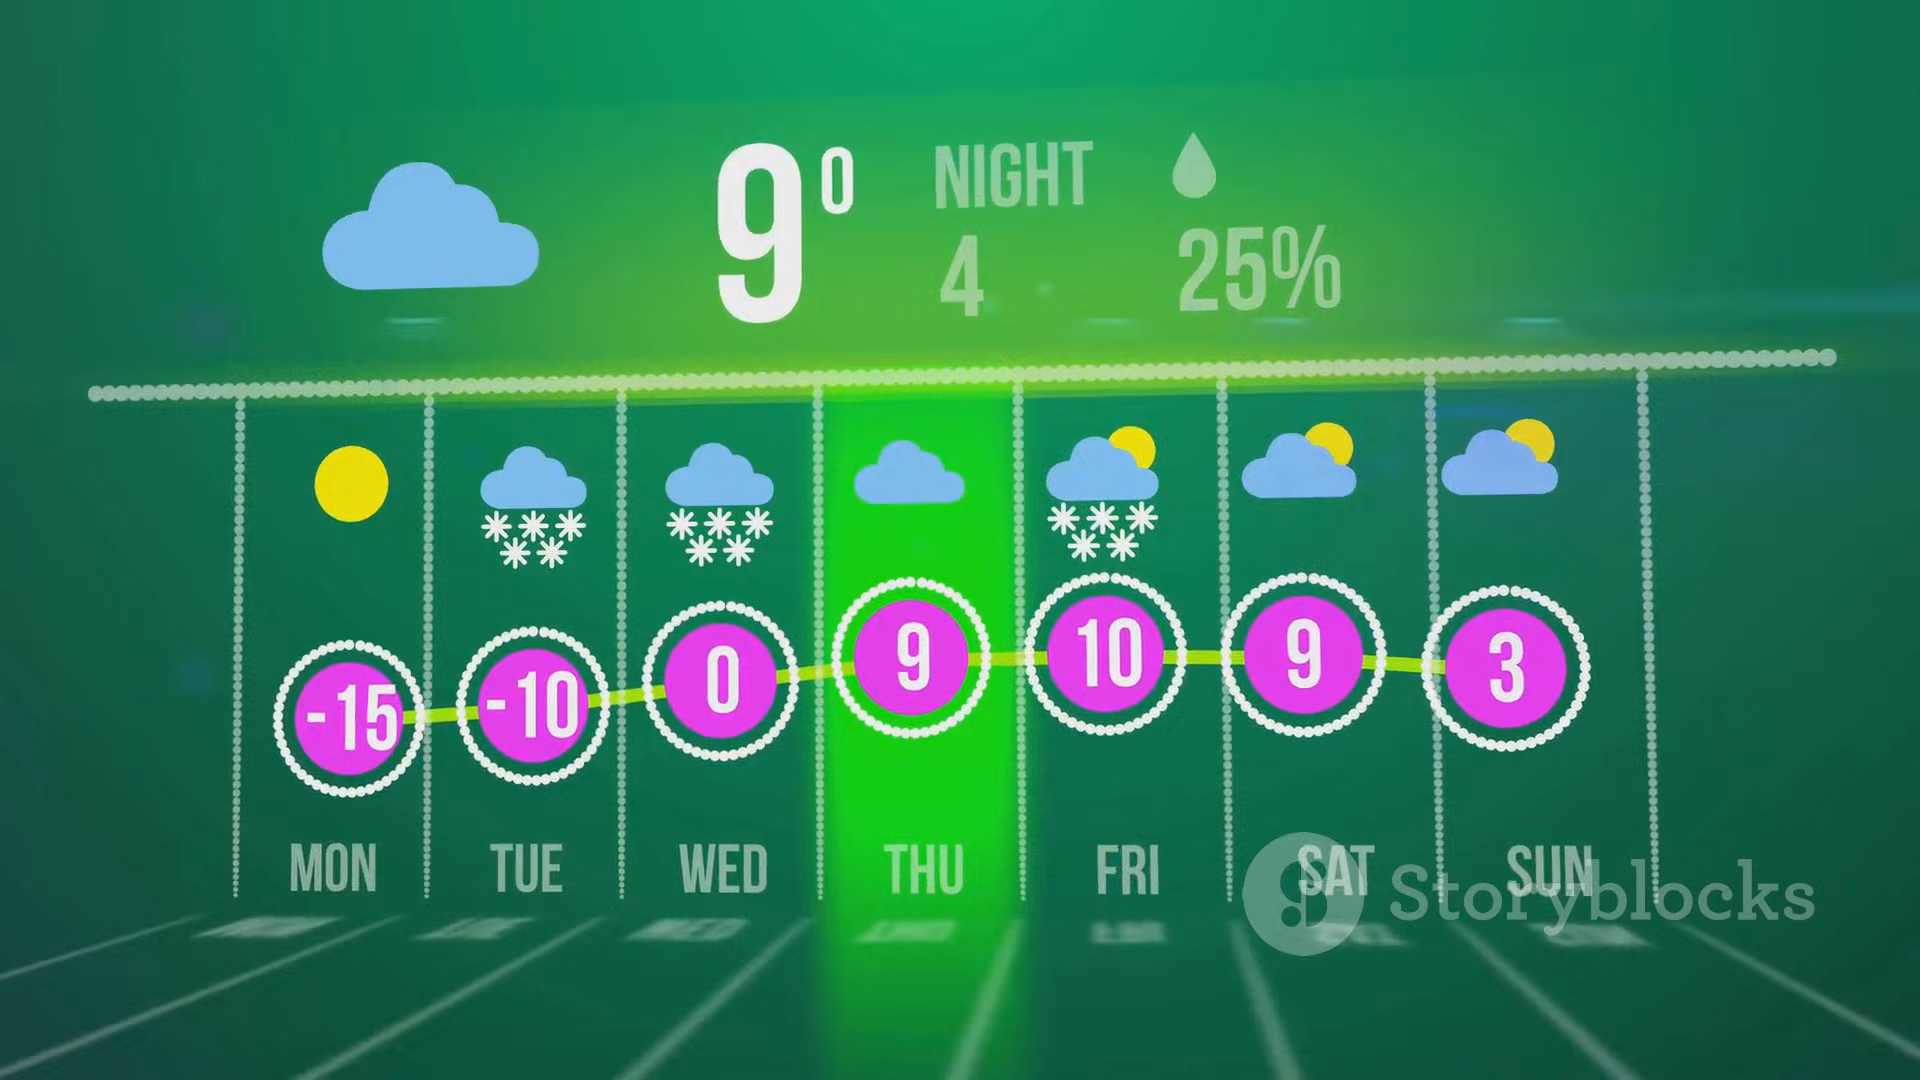 9°
NIGHT
4
25%
-15
-10
0
9
10
9
3
MON
TUE
WED
THU
FRI
SAT
SUN
Storyblocks